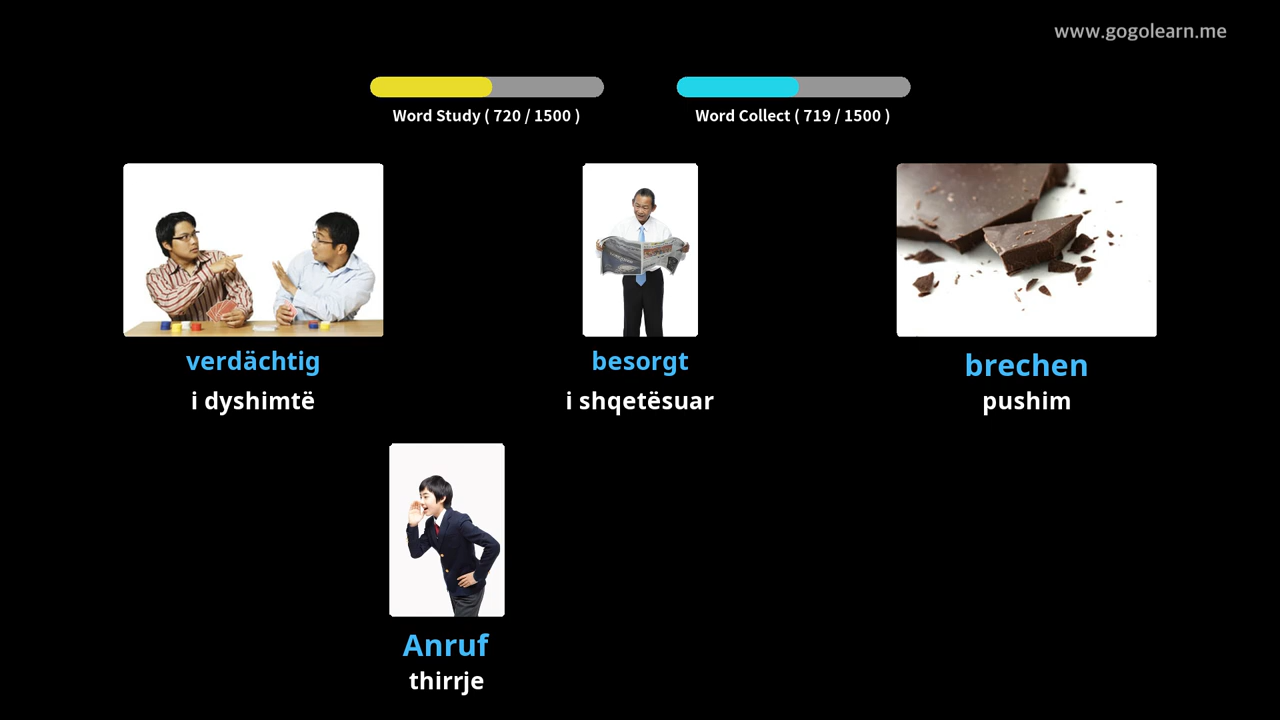 www.gogolearn.me
Word Study ( 720 / 1500 )
Word Collect ( 719 / 1500 )
verdächtig
i dyshimtë
besorgt
i shqetësuar
brechen
pushim
Anruf
thirrje